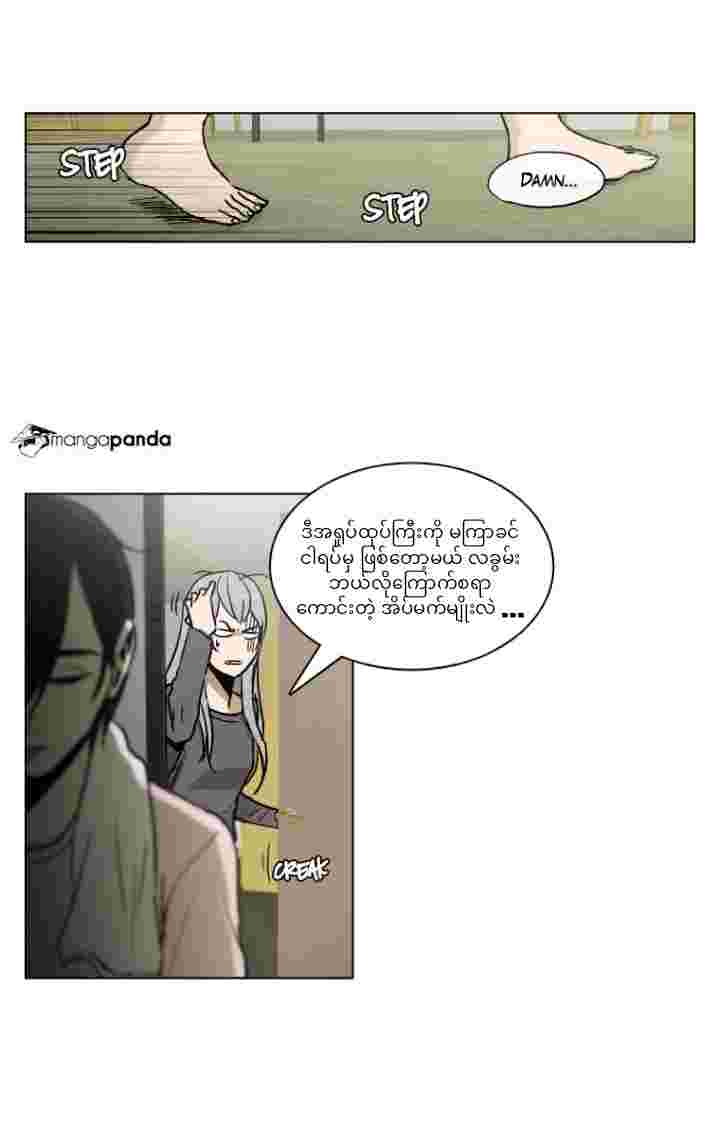 STEP
DAMN...
STEP
mangapanda
ဒီအရှုပ်ထုပ်ကြီးကို မကြာခင်
ငါရပ်မှ ဖြစ်တော့မယ် လခွမ်း
ဘယ်လိုကြောက်စရာ
ကောင်းတဲ့ အိပ်မက်မျိုးလဲ ...
CREAK